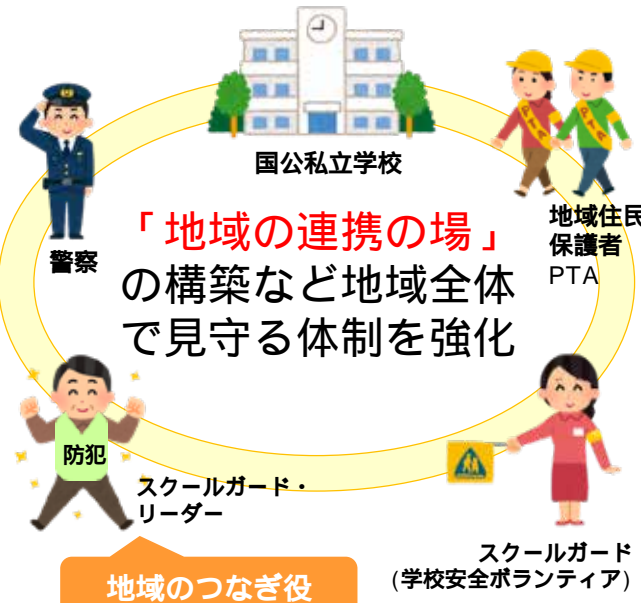 国公私立学校
警察
地域住民
保護者
PTA
「地域の連携の場」
の構築など地域全体
で見守る体制を強化
防犯
スクールガード・
リーダー
地域のつなぎ役
スクールガード
(学校安全ボランティア)